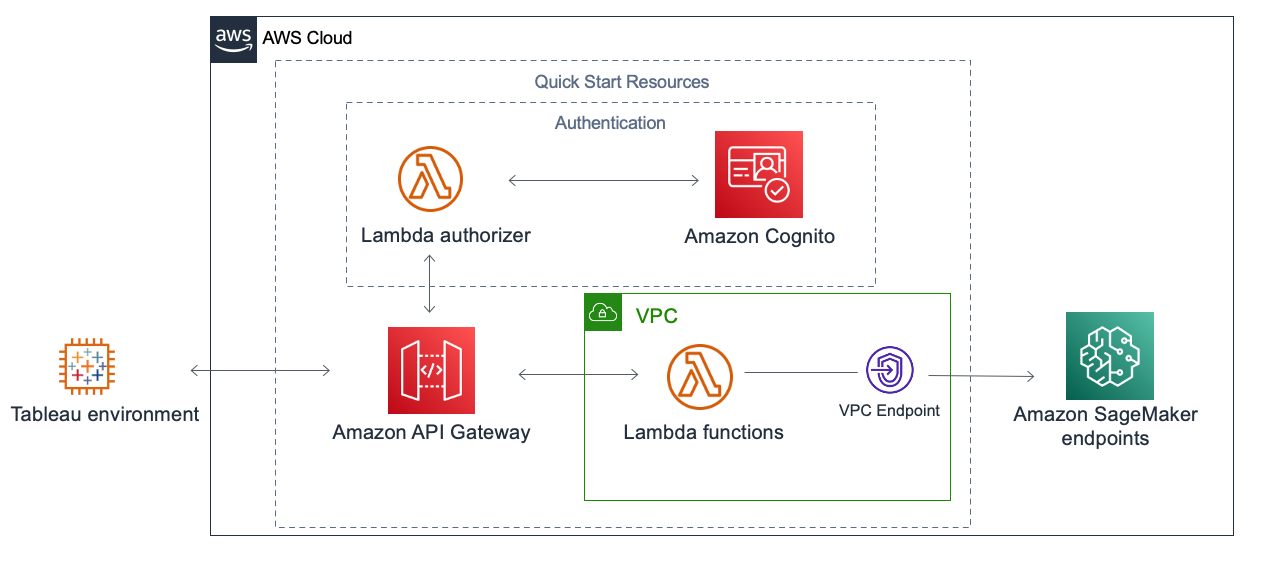 aws
AWS Cloud
Quick Start Resources
Authentication
Lambda authorizer
Amazon Cognito
VPC
Tableau environment
Amazon API Gateway
</>
Lambda functions
VPC Endpoint
Amazon SageMaker
endpoints